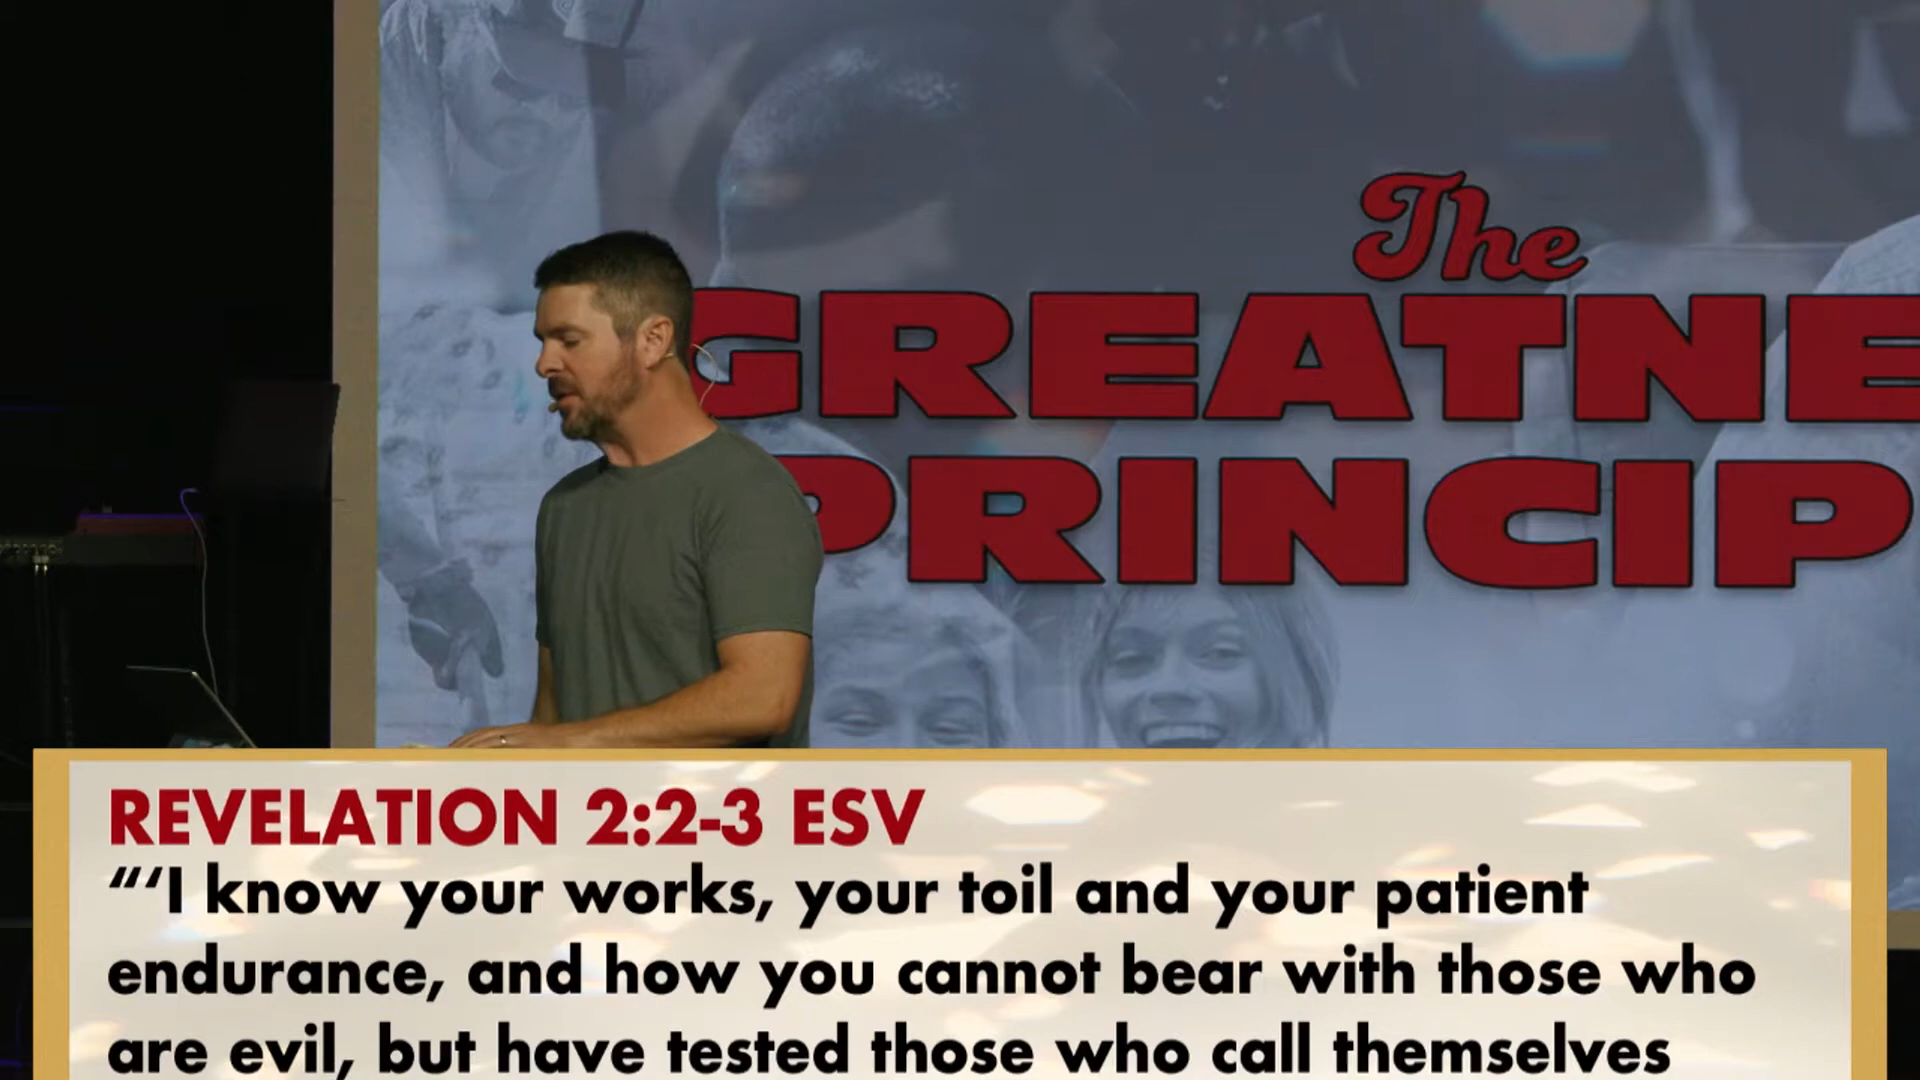 The
GREATNE
PRINCIP
REVELATION 2:2-3 ESV
“‘I know your works, your toil and your patient
endurance, and how you cannot bear with those who
are evil, but have tested those who call themselves